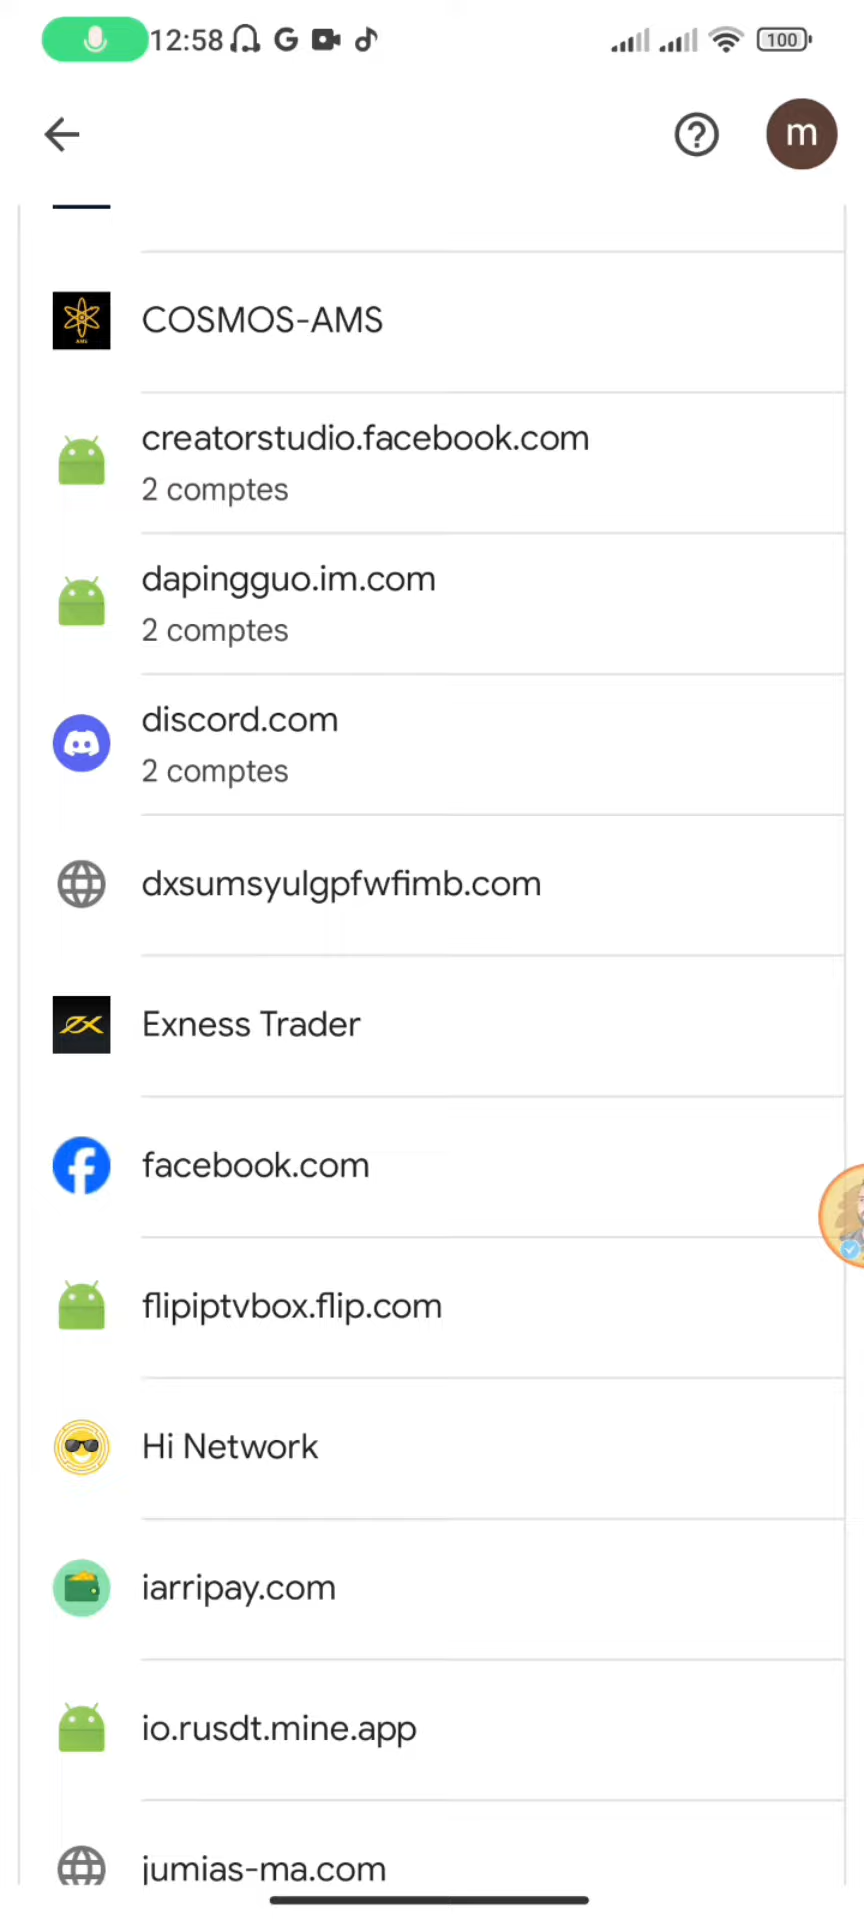 12:58
100
m
COSMOS-AMS
AMS
creatorstudio.facebook.com
2 comptes
dapingguo.im.com
2 comptes
discord.com
2 comptes
dxsumsyulgpfwfimb.com
Exness Trader
facebook.com
flipiptvbox.flip.com
Hi Network
iarripay.com
io.rusdt.mine.app
jumias-ma.com